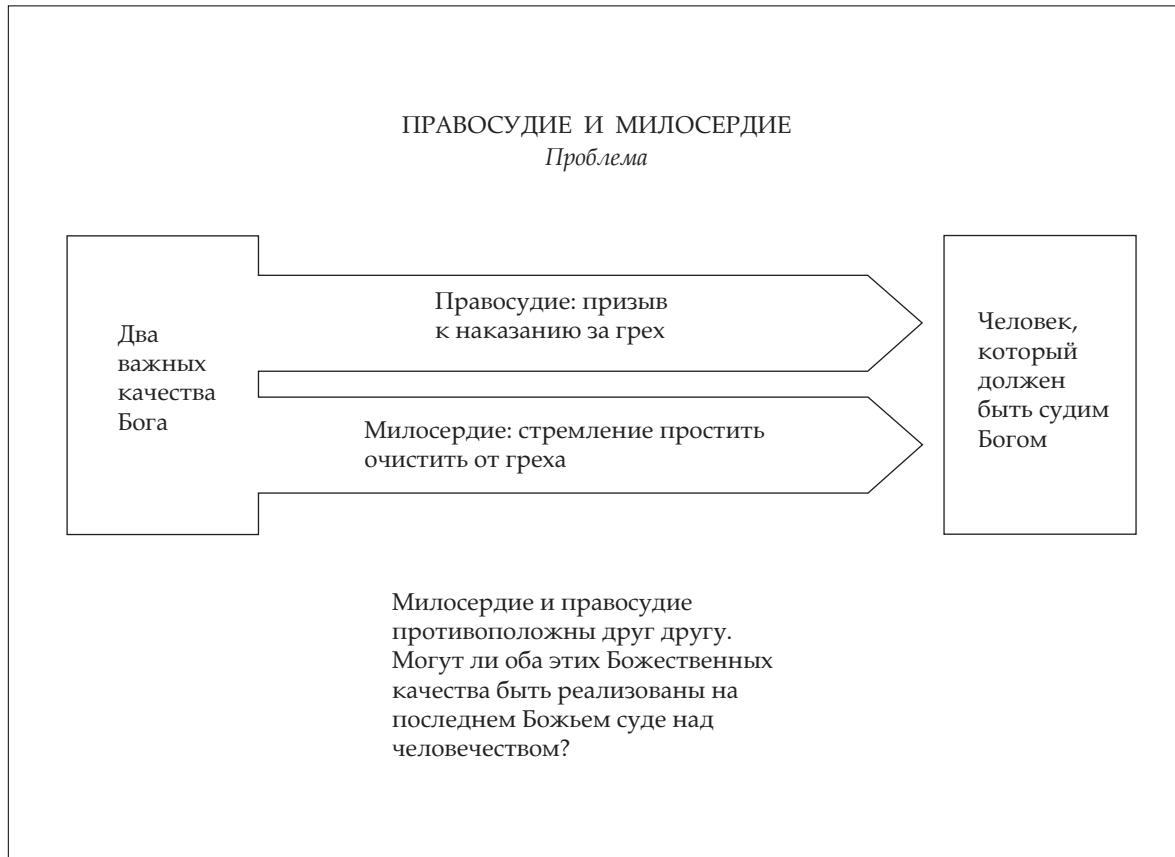 ПРАВОСУДИЕ И МИЛОСЕРДИЕ
Проблема
Два
важных
качества
Бога
Правосудие: призыв
к наказанию за грех
Милосердие: стремление простить
очистить от греха
Человек,
который
должен
быть судим
Богом
Милосердие и правосудие
противоположны друг другу.
Могут ли оба этих Божественных
качества быть реализованы на
последнем Божьем суде над
человечеством?